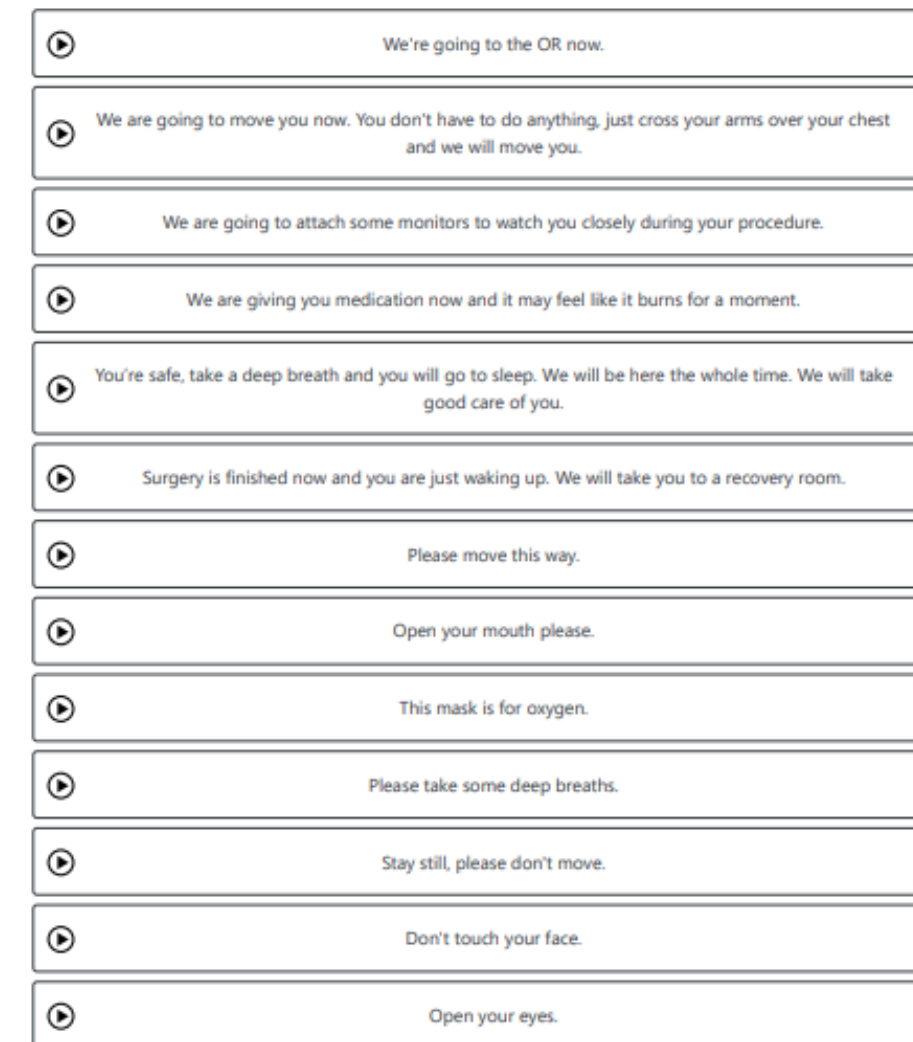 We're going to the OR now.
We are going to move you now. You don't have to do anything, just cross your arms over your chest
and we will move you.
We are going to attach some monitors to watch you closely during your procedure.
We are giving you medication now and it may feel like it burns for a moment.
You're safe, take a deep breath and you will go to sleep. We will be here the whole time. We will take
good care of you.
Surgery is finished now and you are just waking up. We will take you to a recovery room.
Please move this way.
Open your mouth please.
This mask is for oxygen.
Please take some deep breaths.
Stay still, please don't move.
Don't touch your face.
Open your eyes.